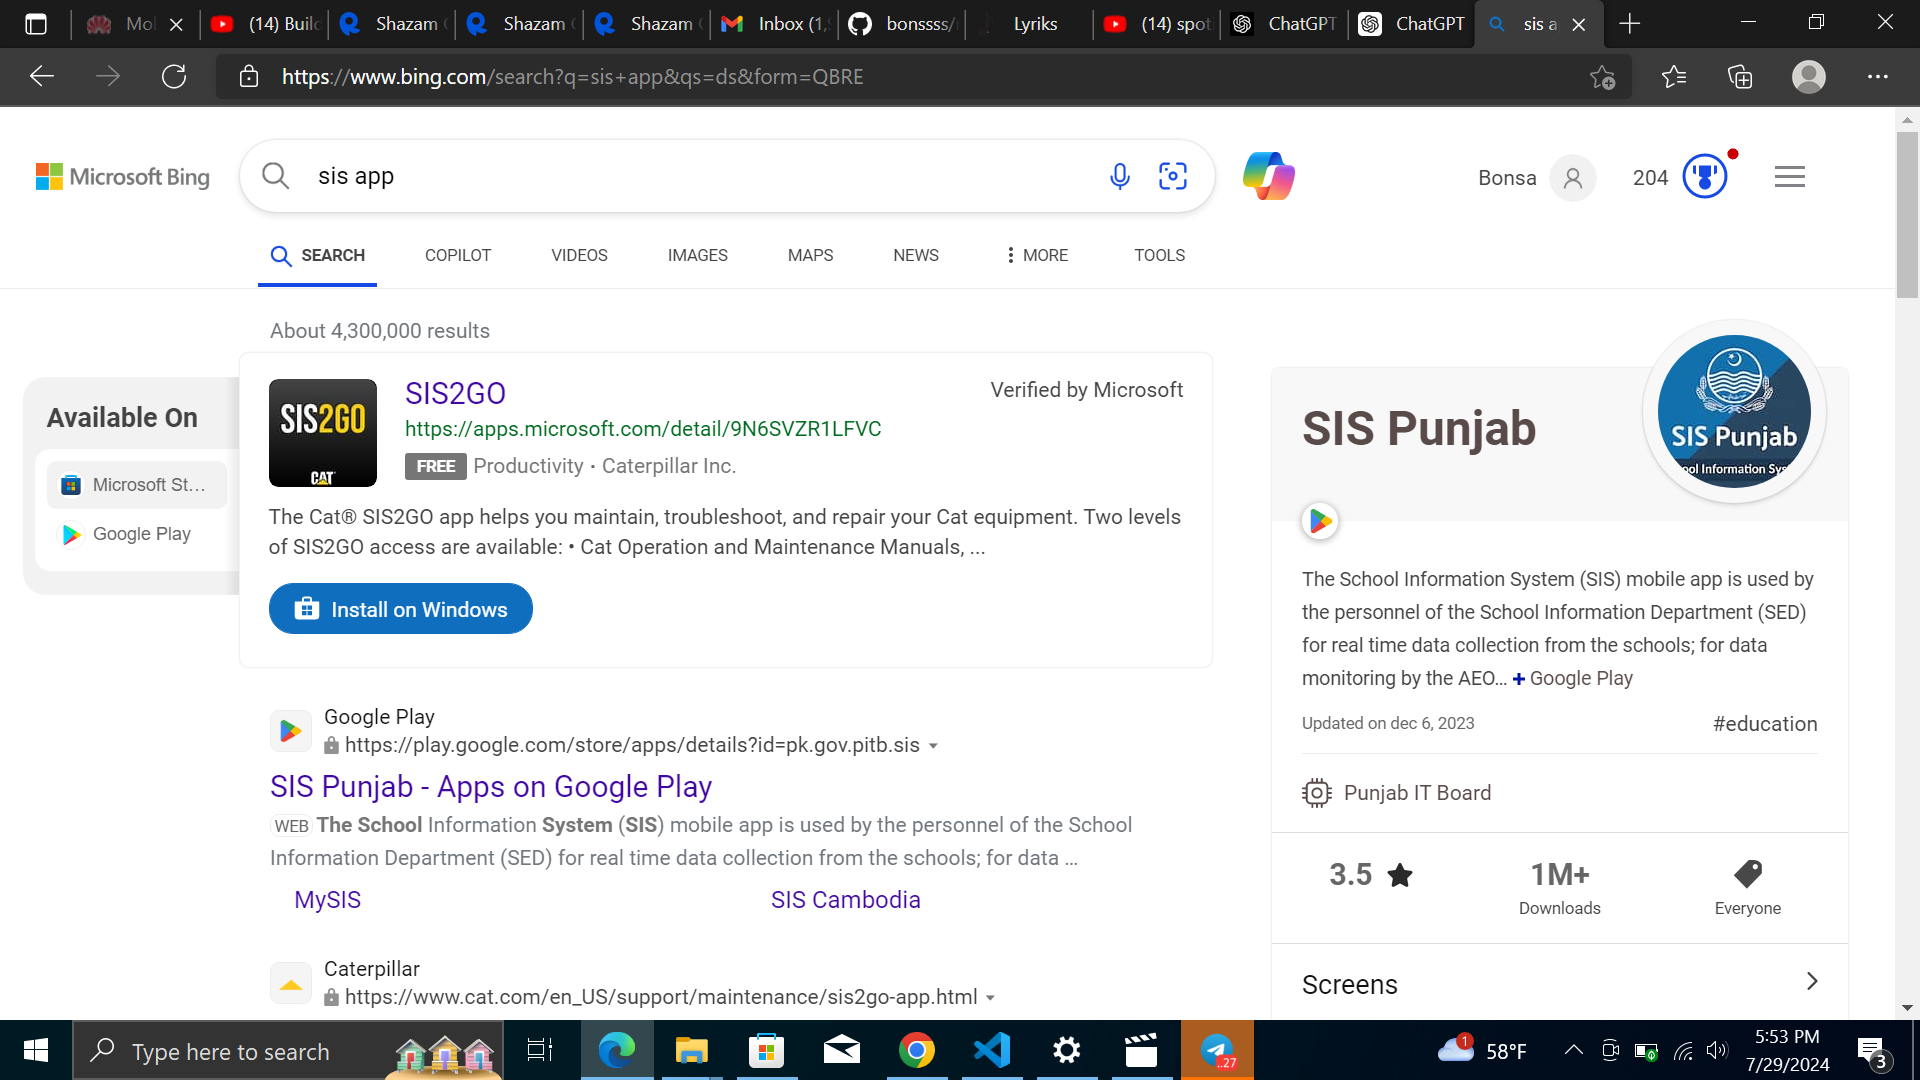 Mo
(14) Buil
Shazam
Shazam
Shazam
Inbox (1,
bonssss/
Lyriks
(14) spot
ChatGPT
ChatGPT
sis a
https://www.bing.com/search?q=sis+app&qs=ds&form=QBRE
Microsoft Bing
sis app
Bonsa
204
SEARCH
COPILOT
VIDEOS
IMAGES
MAPS
NEWS
MORE
TOOLS
About 4,300,000 results
Available On
Microsoft St...
Google Play
SIS2GO
CAT
SIS2GO
Verified by Microsoft
https://apps.microsoft.com/detail/9N6SVZR1LFVC
FREE Productivity · Caterpillar Inc.
The Cat® SIS2GO app helps you maintain, troubleshoot, and repair your Cat equipment. Two levels
of SIS2GO access are available: • Cat Operation and Maintenance Manuals, ...
Install on Windows
Google Play
https://play.google.com/store/apps/details?id=pk.gov.pitb.sis
SIS Punjab - Apps on Google Play
WEB The School Information System (SIS) mobile app is used by the personnel of the School
Information Department (SED) for real time data collection from the schools; for data …
MySIS
SIS Cambodia
Caterpillar
https://www.cat.com/en_US/support/maintenance/sis2go-app.html
SIS Punjab
SIS Punjab
ool Information Sys
The School Information System (SIS) mobile app is used by
the personnel of the School Information Department (SED)
for real time data collection from the schools; for data
monitoring by the AEO… + Google Play
Updated on dec 6, 2023
#education
Punjab IT Board
3.5
1M+
Downloads
Everyone
Screens
Type here to search
..27
1
58°F
5:53 PM
7/29/2024
3